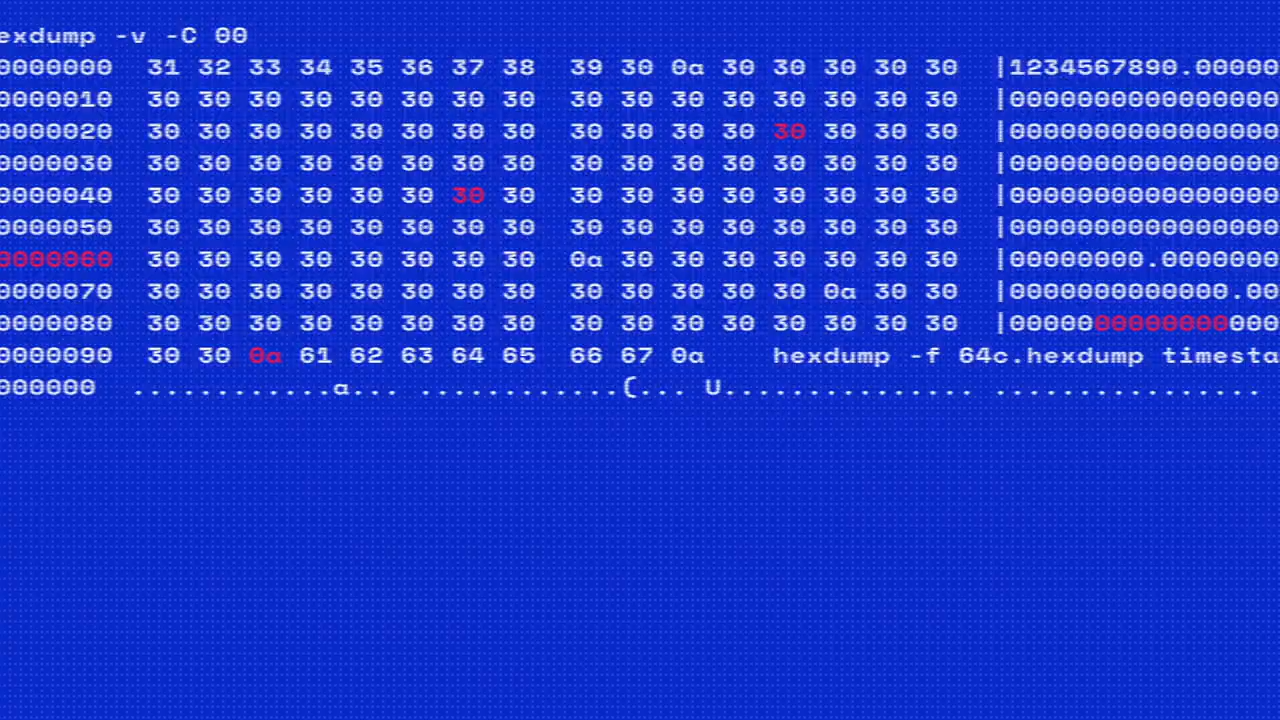 exdump -v -C 00
0000000 31 32 33 34 35 36 37 38 39 30 0a 30 30 30 30 30 |1234567890.00000
0000010 30 30 30 30 30 30 30 30 30 30 30 30 30 30 30 30 |0000000000000000
0000020 30 30 30 30 30 30 30 30 30 30 30 30 30 30 30 30 |0000000000000000
0000030 30 30 30 30 30 30 30 30 30 30 30 30 30 30 30 30 |0000000000000000
0000040 30 30 30 30 30 30 30 30 30 30 30 30 30 30 30 30 |0000000000000000
0000050 30 30 30 30 30 30 30 30 30 30 30 30 30 30 30 30 |0000000000000000
0000060 30 30 30 30 30 30 30 30 0a 30 30 30 30 30 30 30 |00000000.0000000
0000070 30 30 30 30 30 30 30 30 30 30 30 30 30 0a 30 30 |0000000000000.00
0000080 30 30 30 30 30 30 30 30 30 30 30 30 30 30 30 30 |0000000000000000
0000090 30 30 0a 61 62 63 64 65 66 67 0a hexdump -f 64c.hexdump timesta
000000 ............a... ............(... U............... ................